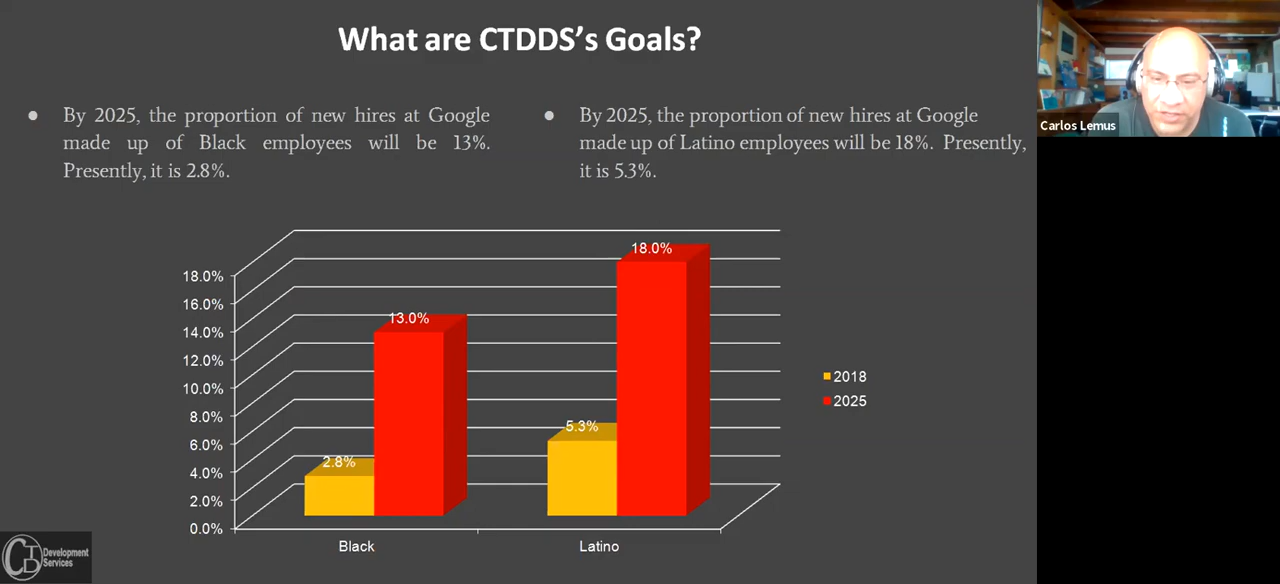 What are CTDDS's Goals?
● By 2025, the proportion of new hires at Google
made up of Black employees will be 13%.
Presently, it is 2.8%.
● By 2025, the proportion of new hires at Google
made up of Latino employees will be 18%. Presently,
it is 5.3%.
Carlos Lemus
18.0%
16.0%
14.0%
12.0%
10.0%
8.0%
6.0%
4.0%
2.0%
0.0%
2.8%
13.0%
5.3%
18.0%
Black
Latino
2018
2025
CTD Development
Services